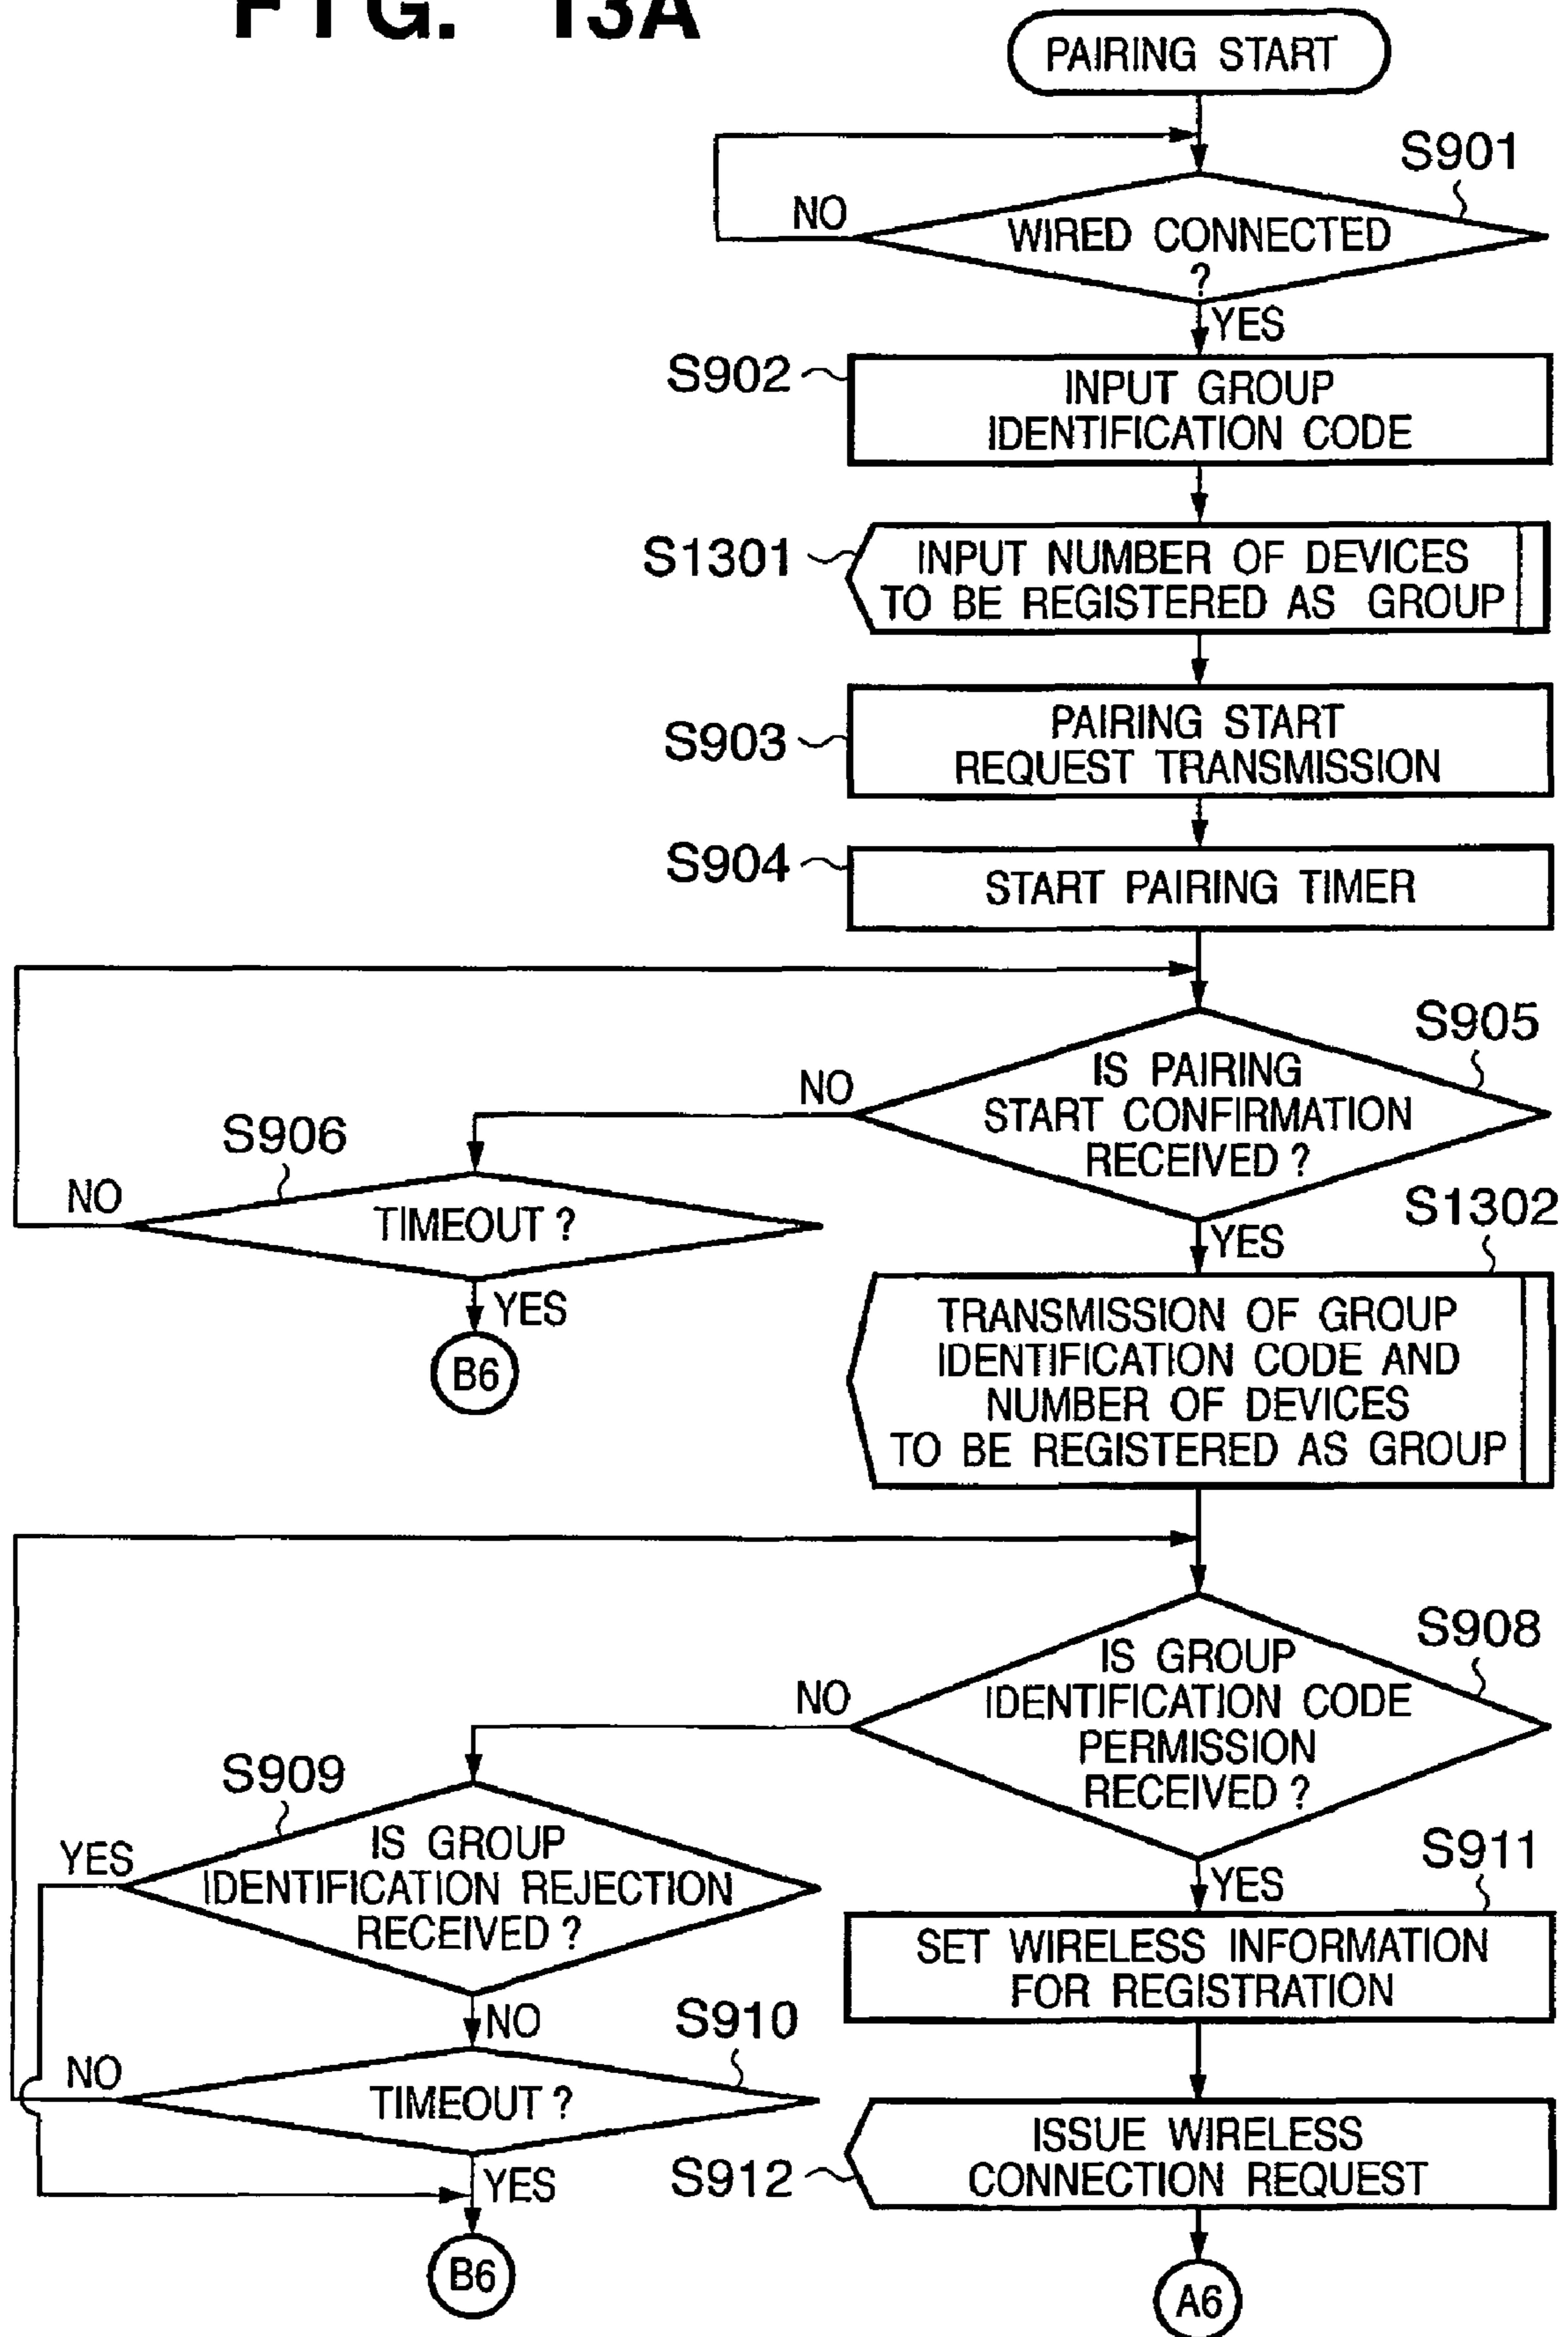 FIG. 13A
PAIRING START
S901
NO
WIRED CONNECTED
?
YES
S902
INPUT GROUP
IDENTIFICATION CODE
S1301
INPUT NUMBER OF DEVICES
TO BE REGISTERED AS GROUP
S903
PAIRING START
REQUEST TRANSMISSION
S904
START PAIRING TIMER
S905
IS PAIRING
START CONFIRMATION
RECEIVED ?
NO
S906
NO
TIMEOUT ?
YES
B6
YES
S1302
TRANSMISSION OF GROUP
IDENTIFICATION CODE AND
NUMBER OF DEVICES
TO BE REGISTERED AS GROUP
S908
IS GROUP
IDENTIFICATION CODE
PERMISSION
RECEIVED ?
NO
S909
YES
IS GROUP
IDENTIFICATION REJECTION
RECEIVED ?
NO
S910
NO
TIMEOUT ?
YES
B6
YES
S911
SET WIRELESS INFORMATION
FOR REGISTRATION
S912
ISSUE WIRELESS
CONNECTION REQUEST
A6